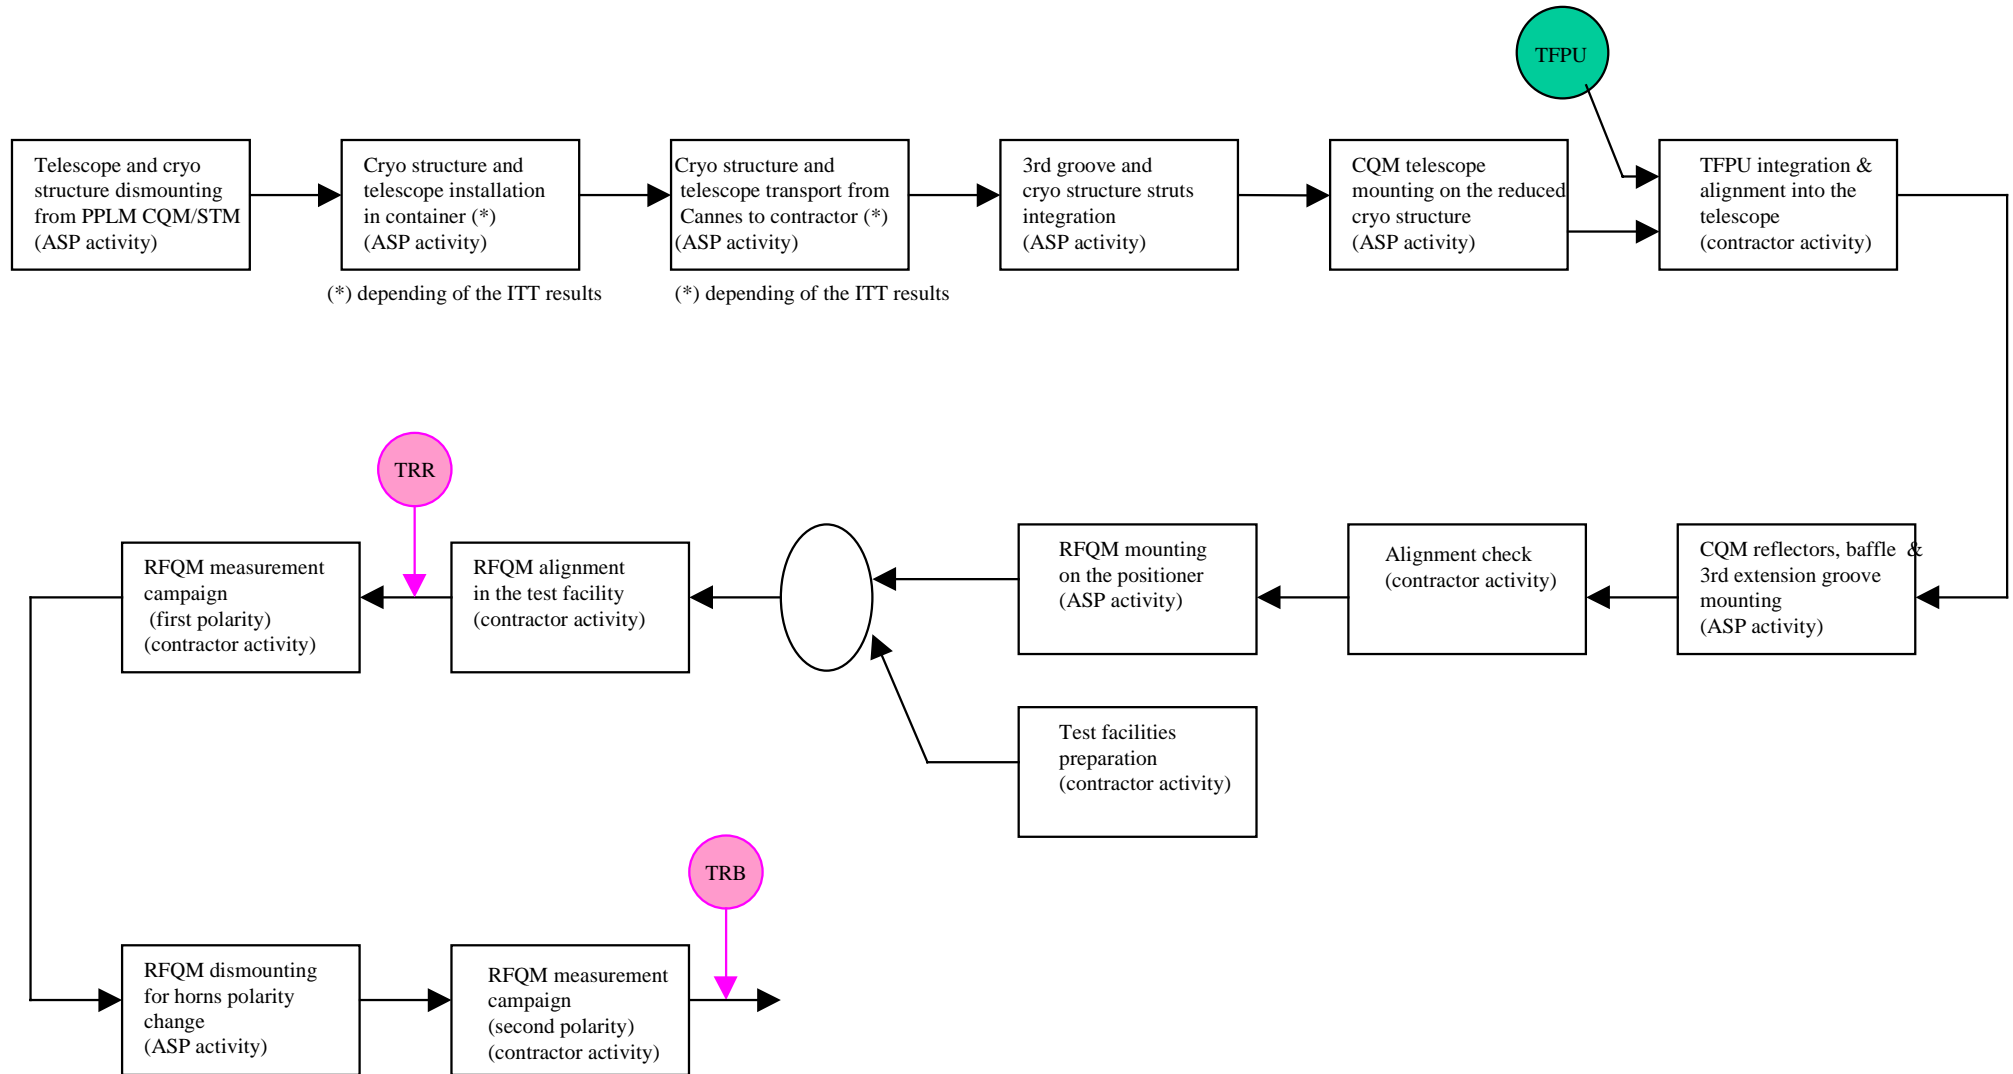 TFPU
Telescope and cryo
structure dismounting
from PPLM CQM/STM
(ASP activity)
Cryo structure and
telescope installation
in container (*)
(ASP activity)
(*) depending of the ITT results
Cryo structure and
telescope transport from
Cannes to contractor (*)
(ASP activity)
(*) depending of the ITT results
3rd groove and
cryo structure struts
integration
(ASP activity)
CQM telescope
mounting on the reduced
cryo structure
(ASP activity)
TFPU integration &
alignment into the
telescope
(contractor activity)
TRR
RFQM measurement
campaign
(first polarity)
(contractor activity)
RFQM alignment
in the test facility
(contractor activity)
RFQM mounting
on the positioner
(ASP activity)
Alignment check
(contractor activity)
CQM reflectors, baffle &
3rd extension groove
mounting
(ASP activity)
Test facilities
preparation
(contractor activity)
TRB
RFQM dismounting
for horns polarity
change
(ASP activity)
RFQM measurement
campaign
(second polarity)
(contractor activity)